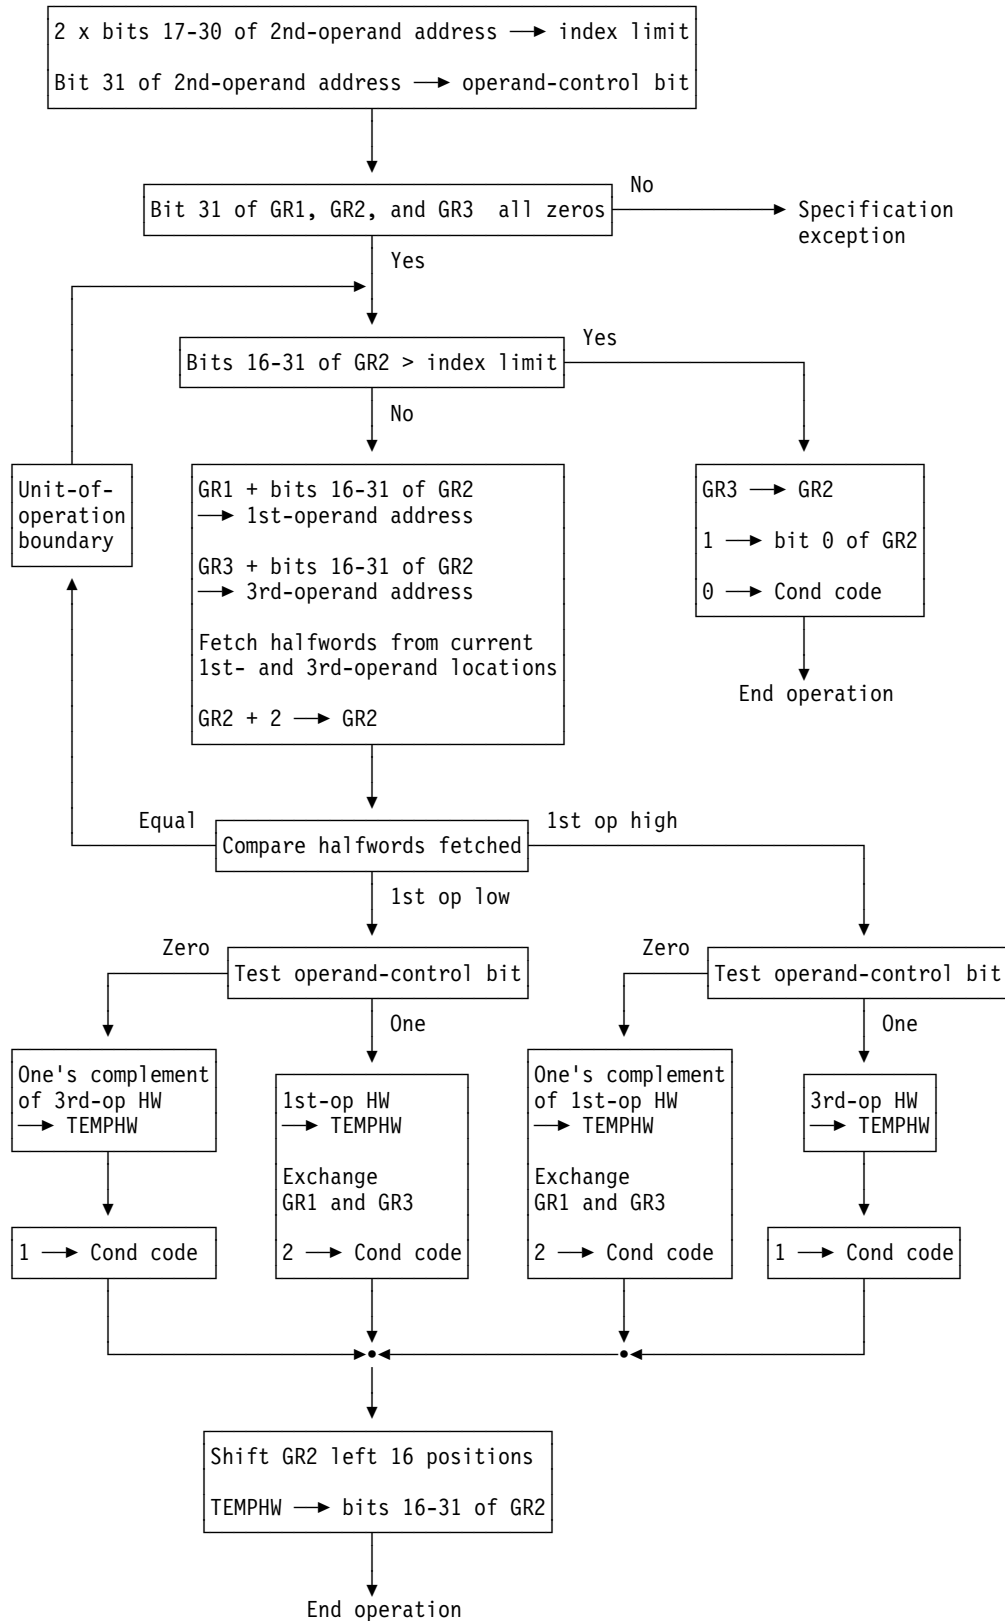 2 x bits 17-30 of 2nd-operand address → index limit
Bit 31 of 2nd-operand address → operand-control bit
No
Bit 31 of GR1, GR2, and GR3  all zeros
Specification
exception
Yes
Yes
Bits 16-31 of GR2 > index limit
No
Unit-of-
operation
boundary
GR1 + bits 16-31 of GR2
→ 1st-operand address
GR3 + bits 16-31 of GR2
→ 3rd-operand address
Fetch halfwords from current
1st- and 3rd-operand locations
GR2 + 2 → GR2
GR3 → GR2
1 → bit 0 of GR2
0 → Cond code
End operation
Equal
1st op high
Compare halfwords fetched
1st op low
Zero
Test operand-control bit
Zero
Test operand-control bit
One
One
One's complement
of 3rd-op HW
→ TEMPHW
1st-op HW
→ TEMPHW
Exchange
GR1 and GR3
2 → Cond code
One's complement
of 1st-op HW
→ TEMPHW
Exchange
GR1 and GR3
2 → Cond code
3rd-op HW
→ TEMPHW
1 → Cond code
1 → Cond code
Shift GR2 left 16 positions
TEMPHW → bits 16-31 of GR2
End operation